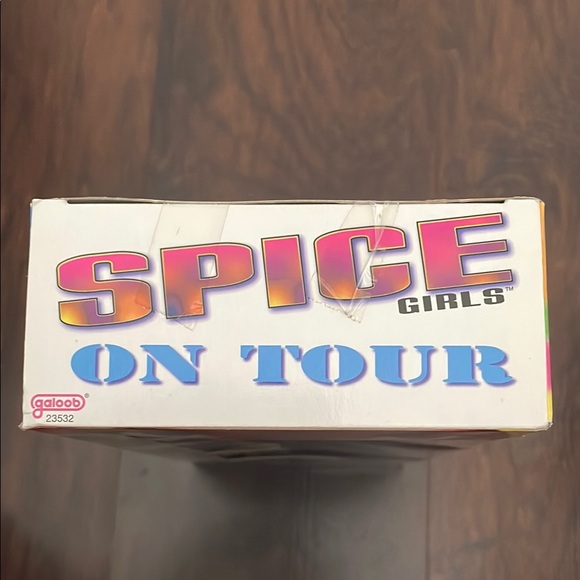 SPICE
GIRLS™
ON TOUR
galoob®
23532